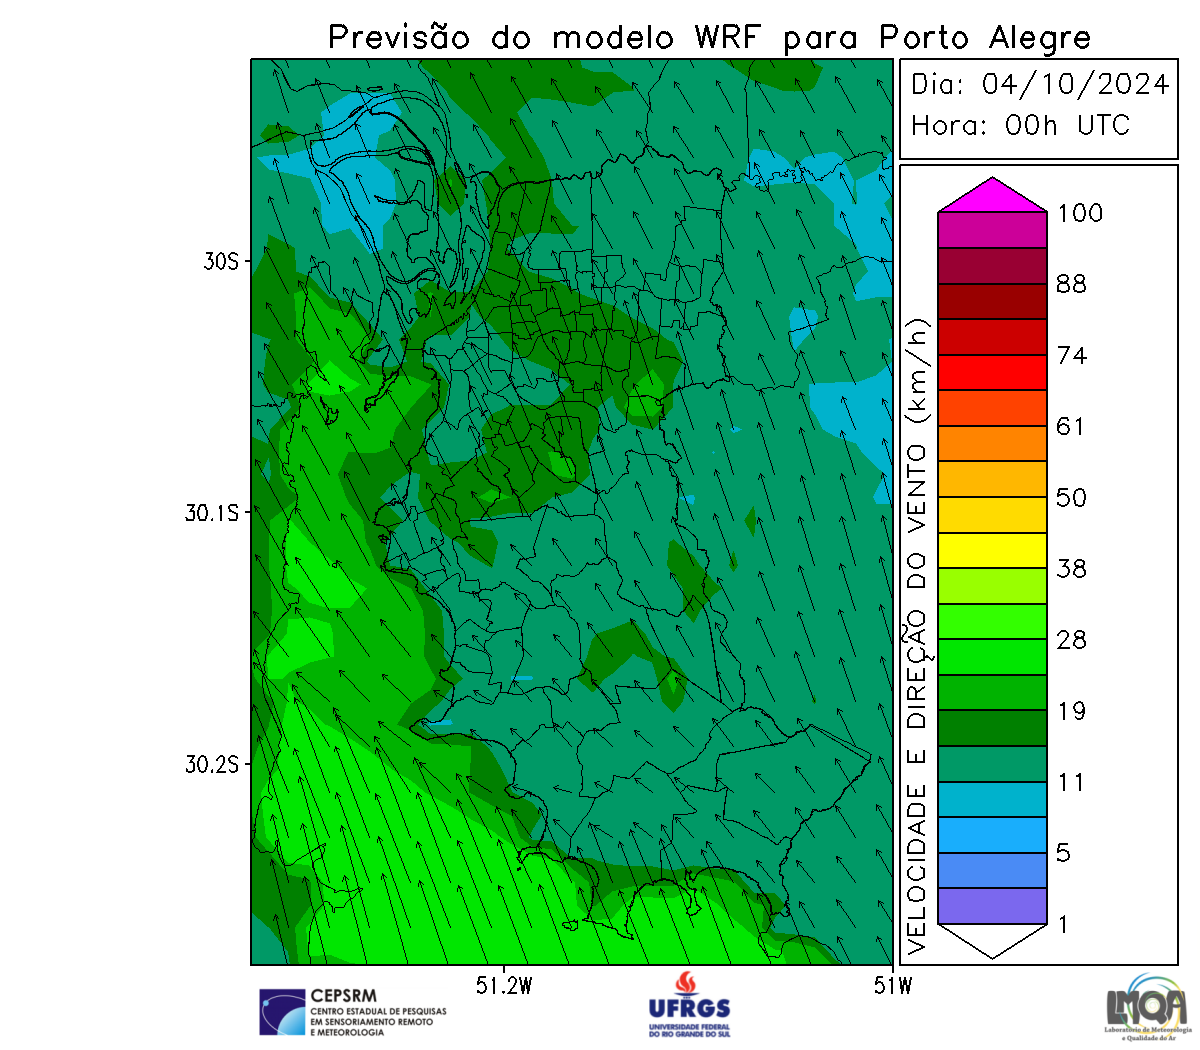 Previsão do modelo WRF para Porto Alegre
Dia: 04/10/2024
Hora: 00h UTC
30S
30.1S
30.2S
51.2W
51W
VELOCIDADE E DIREÇÃO DO VENTO (km/h)
100
88
74
61
50
38
28
19
11
5
1
CEPSRM
CENTRO ESTADUAL DE PESQUISAS
EM SENSORIAMENTO REMOTO
E METEOROLOGIA
UFRGS
UNIVERSIDADE FEDERAL
DO RIO GRANDE DO SUL
LMQA
Laboratório de Meteorologia
e Qualidade do Ar